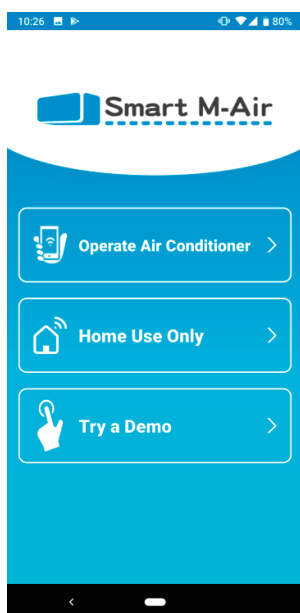 10:26
80%
Smart M-Air
Operate Air Conditioner
Home Use Only
Try a Demo